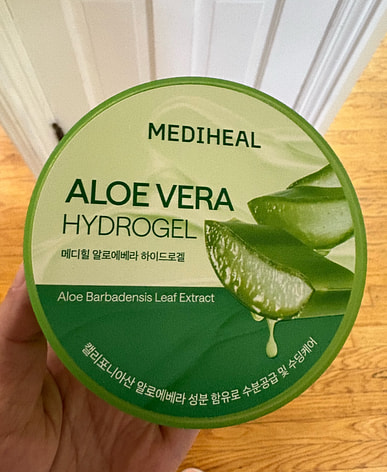 MEDIHEAL
ALOE VERA
HYDROGEL
메디힐 알로에베라 하이드로겔
Aloe Barbadensis Leaf Extract
캘리포니아산 알로에베라 성분 함유로 수분공급 및 수딩케어